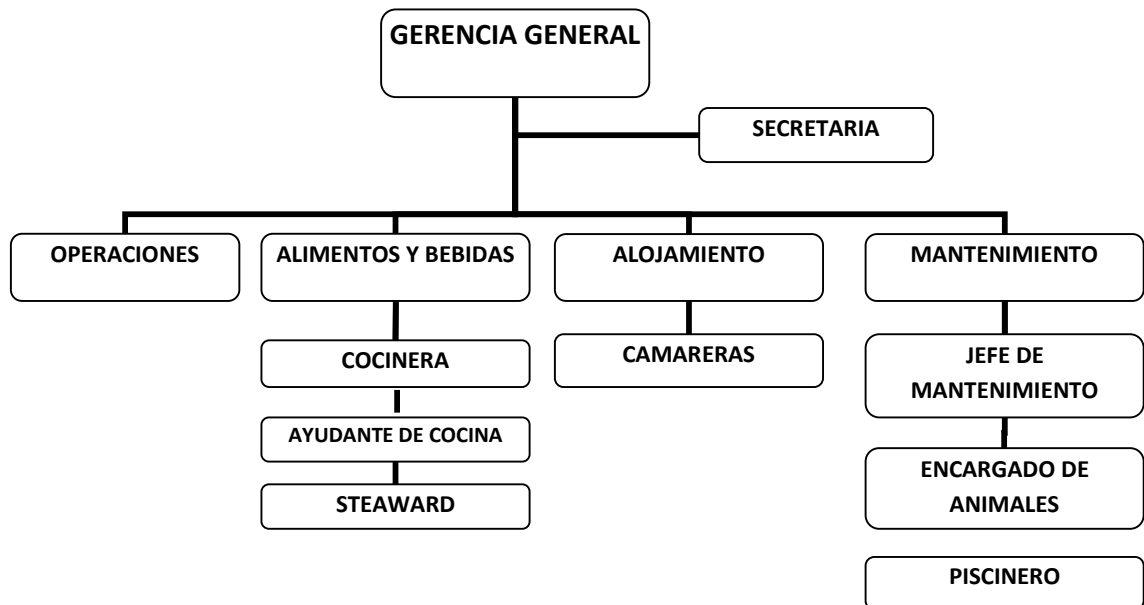 GERENCIA GENERAL
SECRETARIA
OPERACIONES
ALIMENTOS Y BEBIDAS
ALOJAMIENTO
MANTENIMIENTO
COCINERA
CAMARERAS
JEFE DE
MANTENIMIENTO
AYUDANTE DE COCINA
ENCARGADO DE
ANIMALES
STEAWARD
PISCINERO